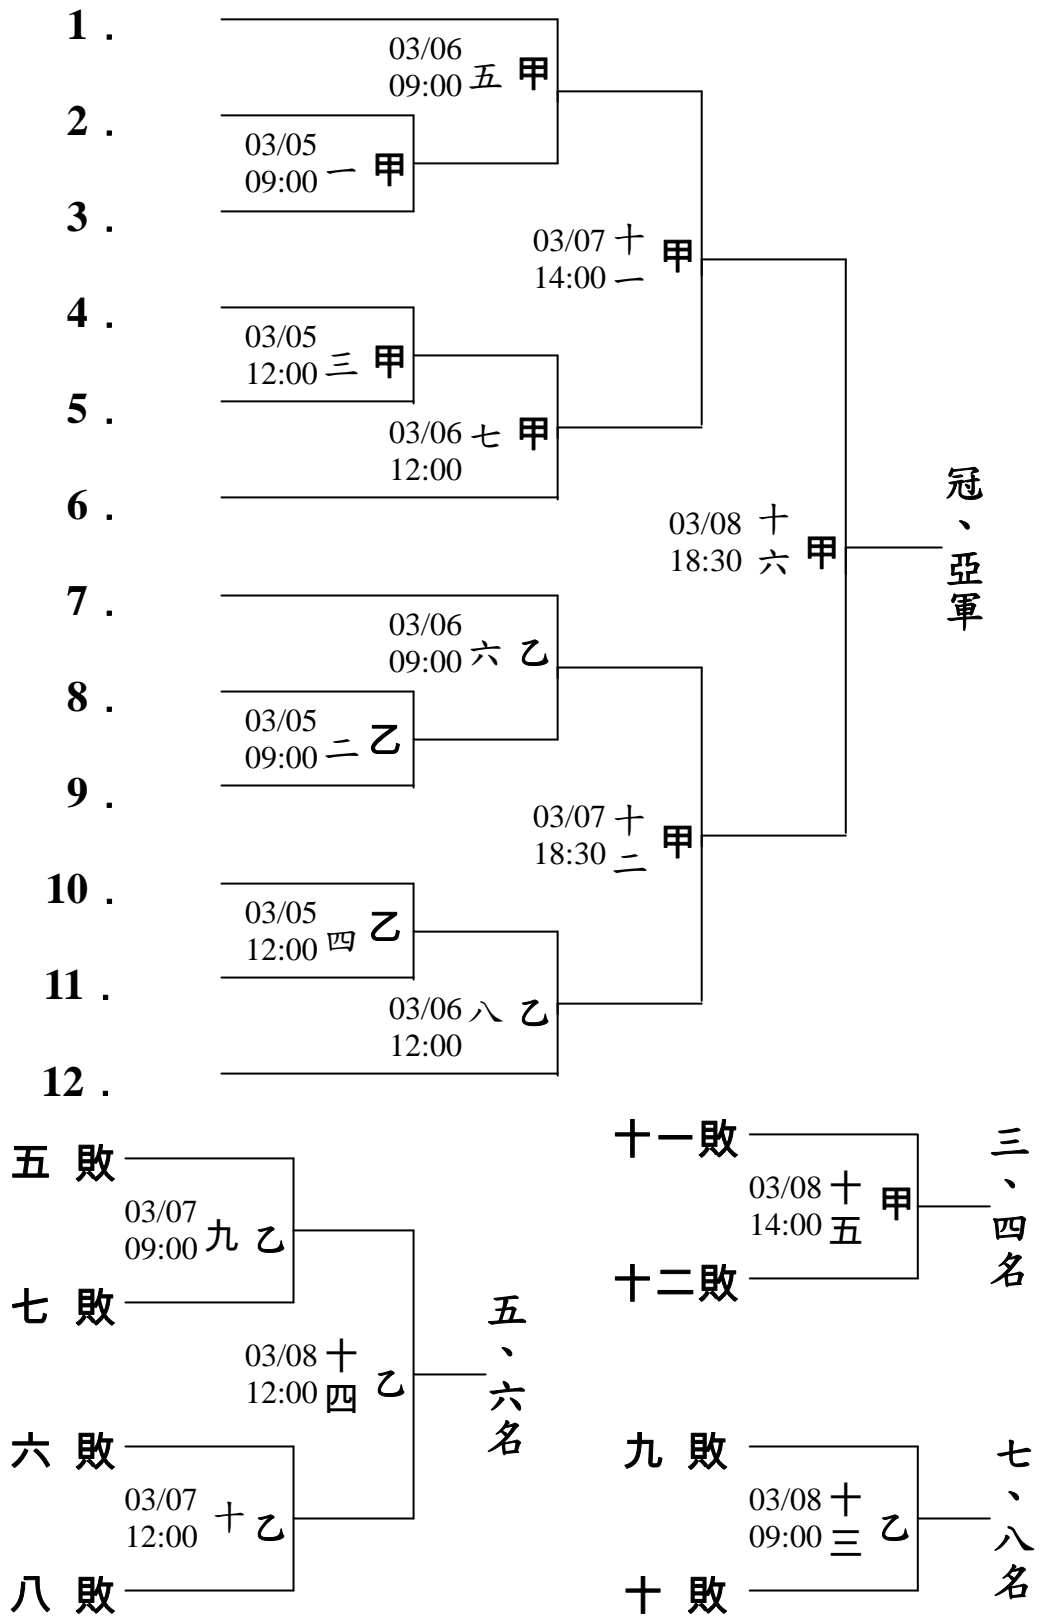 1 .
03/06
09:00 五 甲
2 .
03/05
09:00 一 甲
3 .
03/07 十
14:00 一 甲
4 .
03/05
12:00 三 甲
5 .
03/06 七 甲
12:00
6 .
冠、亞軍
03/08 十
18:30 六 甲
7 .
03/06
09:00 六 乙
8 .
03/05
09:00 二 乙
9 .
03/07 十
18:30 二 甲
10 .
03/05
12:00 四 乙
11 .
03/06 八 乙
12:00
12 .
五 敗
03/07
09:00 九 乙
七 敗
03/08 十
12:00 四 乙
五、六名
六 敗
03/07
12:00 十 乙
八 敗
十一敗
03/08 十
14:00 五 甲
十二敗
三、四名
九 敗
03/08 十
09:00 三 乙
十 敗
七、八名